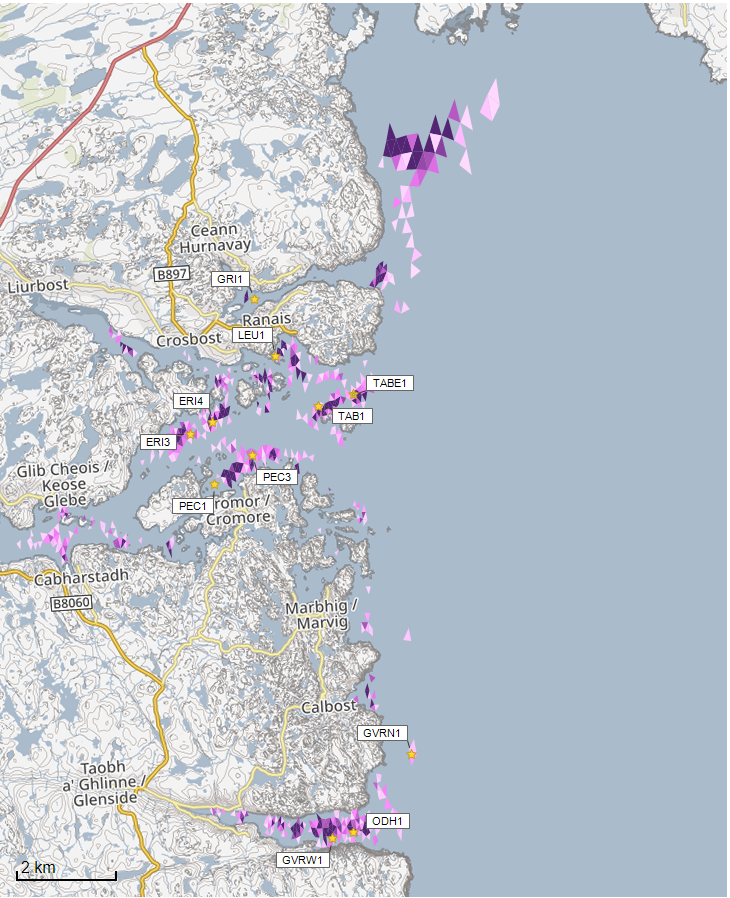 Ceann
Hurnavay
B897
GRI1
Liurbost
Ranais
LEU1
Crosbost
TABE1
ERI4
TAB1
ERI3
Glib Cheois /
Keose
Glebe
PEC3
PEC1
Cromore
Cabharstadh
B8060
Marbhig /
Marvig
Calbost
GVRN1
Taobh
a' Ghlinne /
Glenside
ODH1
GVRW1
2 km